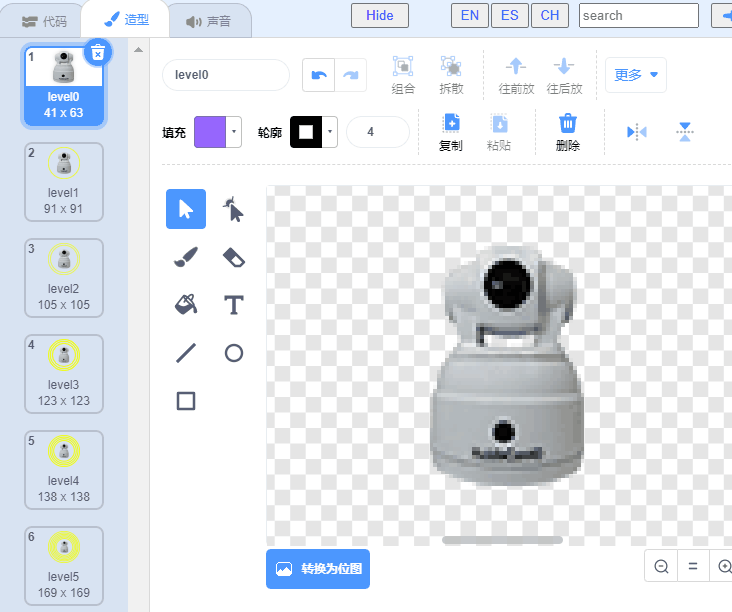 代码
造型
声音
Hide
EN
ES
CH
search
1
level0
41 x 63
2
level1
91 x 91
3
level2
105 x 105
4
level3
123 x 123
5
level4
138 x 138
6
level5
169 x 169
level0
组合
拆散
往前放
往后放
更多
填充
轮廓
4
复制
粘贴
删除
转换为位图